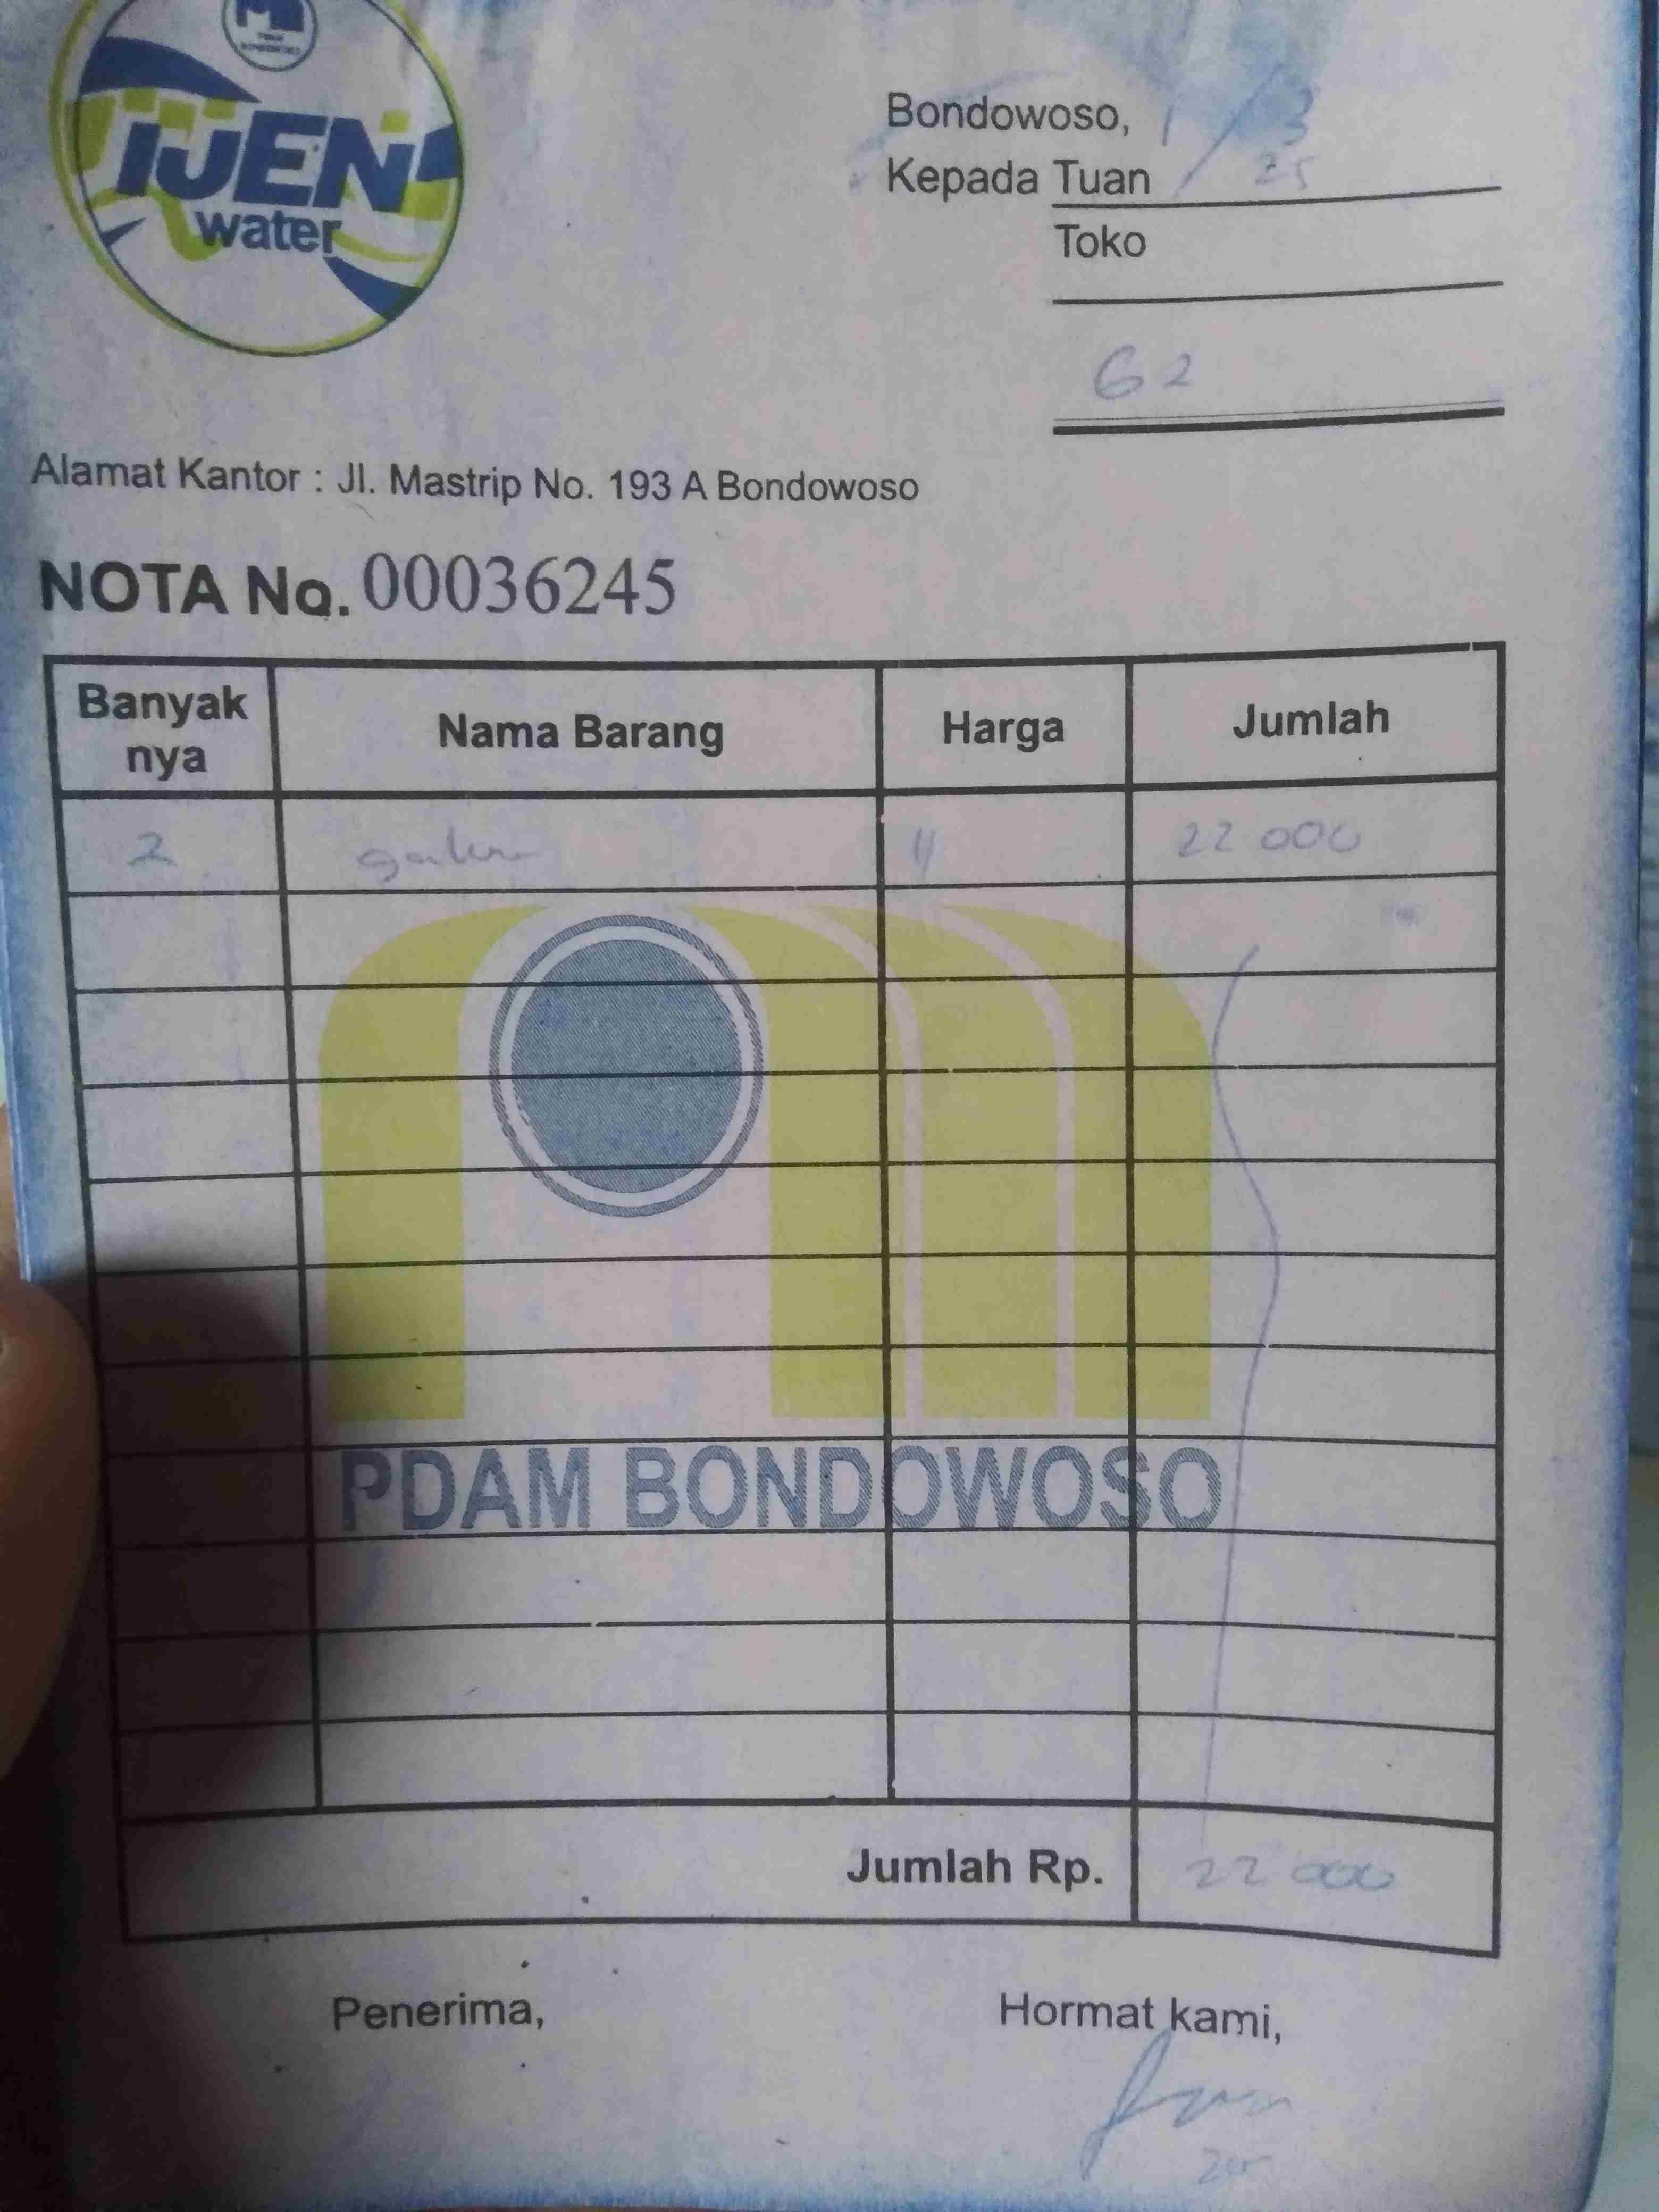 IJEN
water
Bondowoso, 1/3
Kepada Tuan 25
Toko
G2
Alamat Kantor : Jl. Mastrip No. 193 A Bondowoso
NOTA No. 00036245
Banyak nya Nama Barang Harga Jumlah
2 galon 11 22 000
PDAM BONDOWOSO
Jumlah Rp. 22 000
Penerima, Hormat kami,